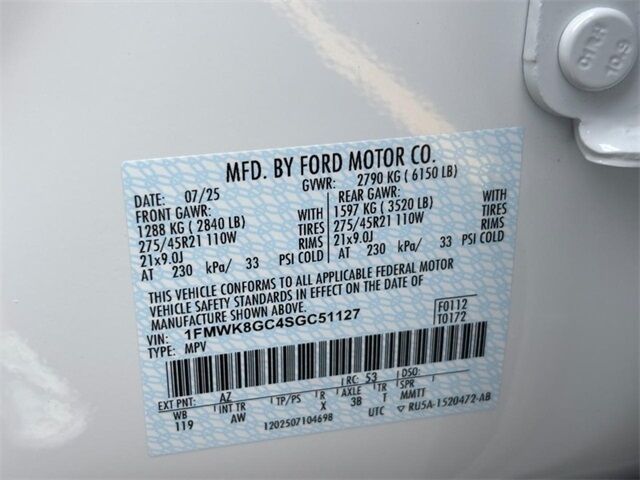 CTRH
10.9
MFD. BY FORD MOTOR CO.
DATE: 07/25 GVWR: 2790 KG ( 6150 LB)
FRONT GAWR: REAR GAWR:
1288 KG ( 2840 LB) WITH 1597 KG ( 3520 LB) WITH
275/45R21 110W TIRES 275/45R21 110W TIRES
21x9.0J RIMS 21x9.0J RIMS
AT 230 kPa/ 33 PSI COLD AT 230 kPa/ 33 PSI COLD
THIS VEHICLE CONFORMS TO ALL APPLICABLE FEDERAL MOTOR
VEHICLE SAFETY STANDARDS IN EFFECT ON THE DATE OF
MANUFACTURE SHOWN ABOVE.
VIN: 1FMWK8GC4SGC51127 F0112
TYPE: MPV T0172
EXT PNT: AZ RC: 53 DSO:
WB INT TR TP/PS R AXLE TR SPR
119 AW X 3B T MMTT
1202507104698 UTC ▽ RU5A-1520472-AB